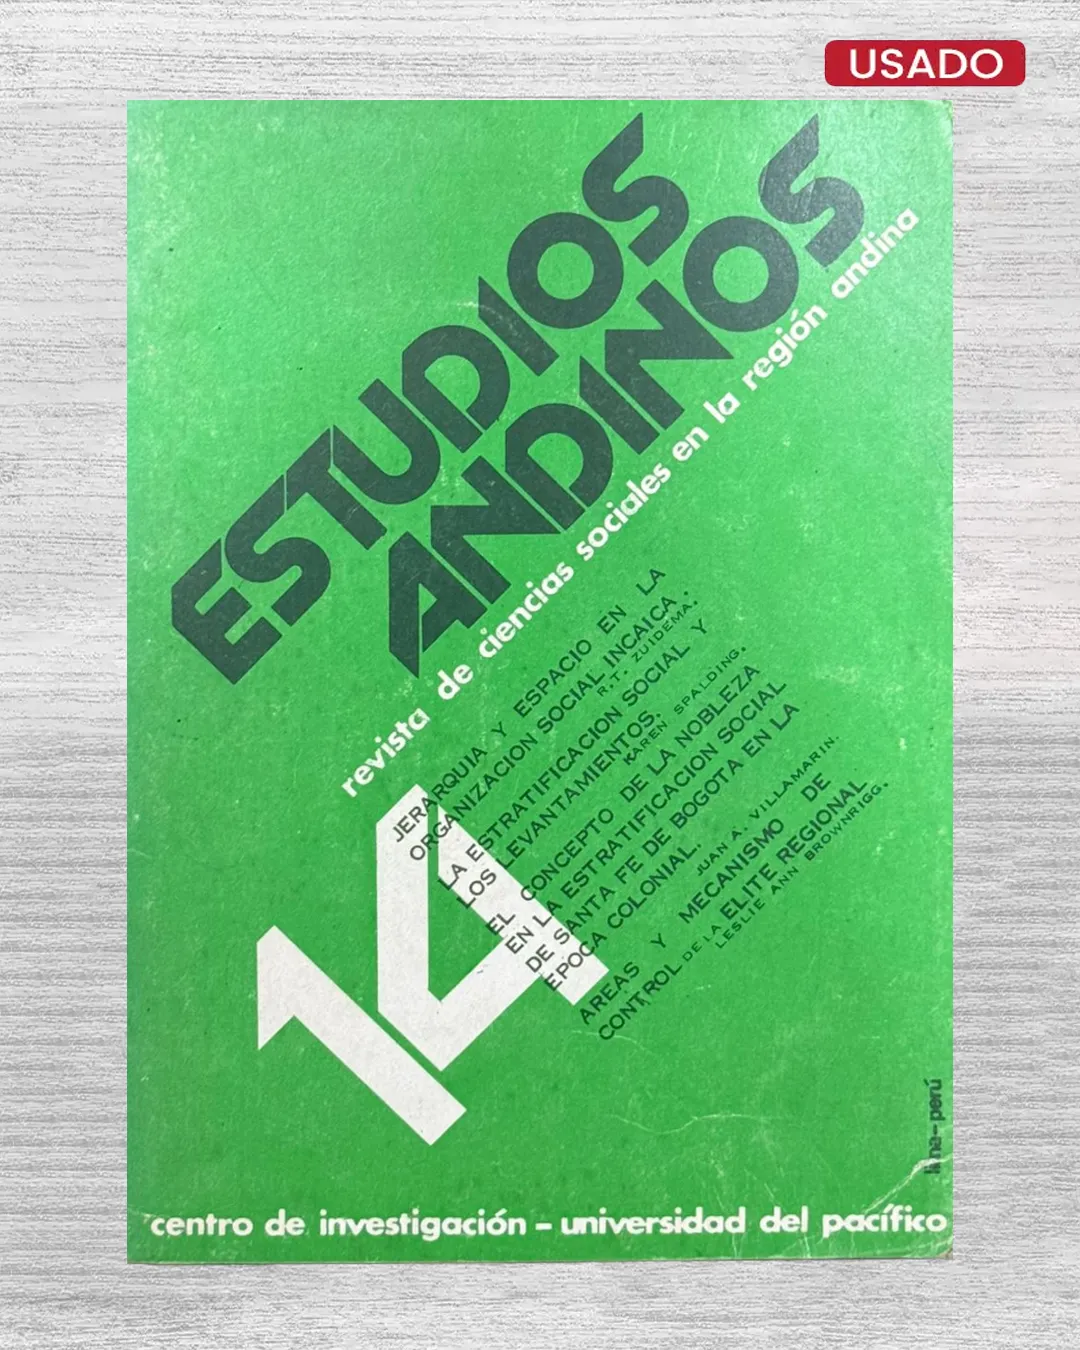 USADO
ESTUDIOS
ANDINOS
revista de ciencias sociales en la región andina
JERARQUIA Y ESPACIO EN LA
ORGANIZACION SOCIAL INCAICA.
R.T. ZUIDEMA.
LA ESTRATIFICACION SOCIAL Y
LOS LEVANTAMIENTOS.
KAREN SPALDING.
EL CONCEPTO DE LA NOBLEZA
EN LA ESTRATIFICACION SOCIAL
DE SANTA FE DE BOGOTA EN LA
EPOCA COLONIAL.
JUAN A. VILLAMARIN.
AREAS Y MECANISMO DE
CONTROL DE LA ELITE REGIONAL
LESLIE ANN BROWNRIGG.
14
lima-perú
centro de investigación - universidad del pacífico